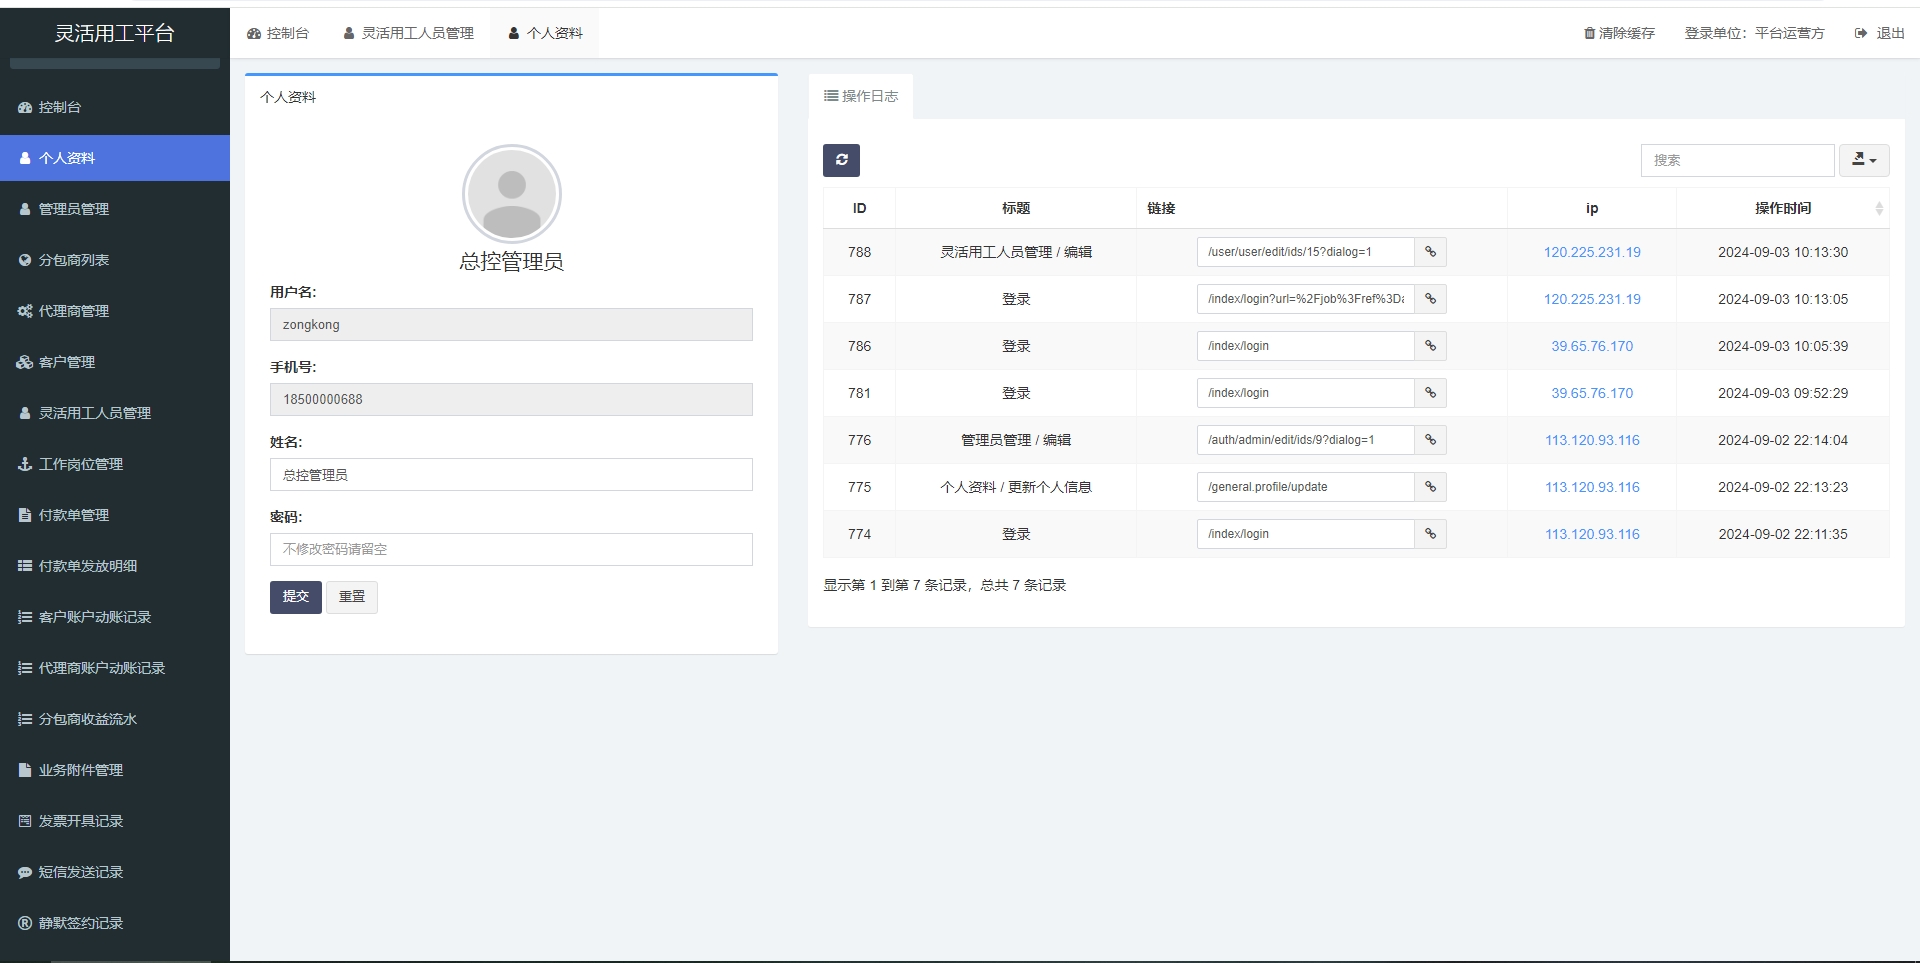 灵活用工平台
控制台
灵活用工人员管理
个人资料
清除缓存
登录单位：平台运营方
退出
控制台
个人资料
管理员管理
分包商列表
代理商管理
客户管理
灵活用工人员管理
工作岗位管理
付款单管理
付款单发放明细
客户账户动账记录
代理商账户动账记录
分包商收益流水
业务附件管理
发票开具记录
短信发送记录
静默签约记录
个人资料
总控管理员
用户名:
zongkong
手机号:
18500000688
姓名:
总控管理员
密码:
不修改密码请留空
提交 重置
操作日志
搜索
ID 标题 链接 ip 操作时间
788 灵活用工人员管理 / 编辑 /user/user/edit/ids/15?dialog=1 120.225.231.19 2024-09-03 10:13:30
787 登录 /index/login?url=%2Fjob%3Fref%3Da 120.225.231.19 2024-09-03 10:13:05
786 登录 /index/login 39.65.76.170 2024-09-03 10:05:39
781 登录 /index/login 39.65.76.170 2024-09-03 09:52:29
776 管理员管理 / 编辑 /auth/admin/edit/ids/9?dialog=1 113.120.93.116 2024-09-02 22:14:04
775 个人资料 / 更新个人信息 /general.profile/update 113.120.93.116 2024-09-02 22:13:23
774 登录 /index/login 113.120.93.116 2024-09-02 22:11:35
显示第 1 到第 7 条记录，总共 7 条记录